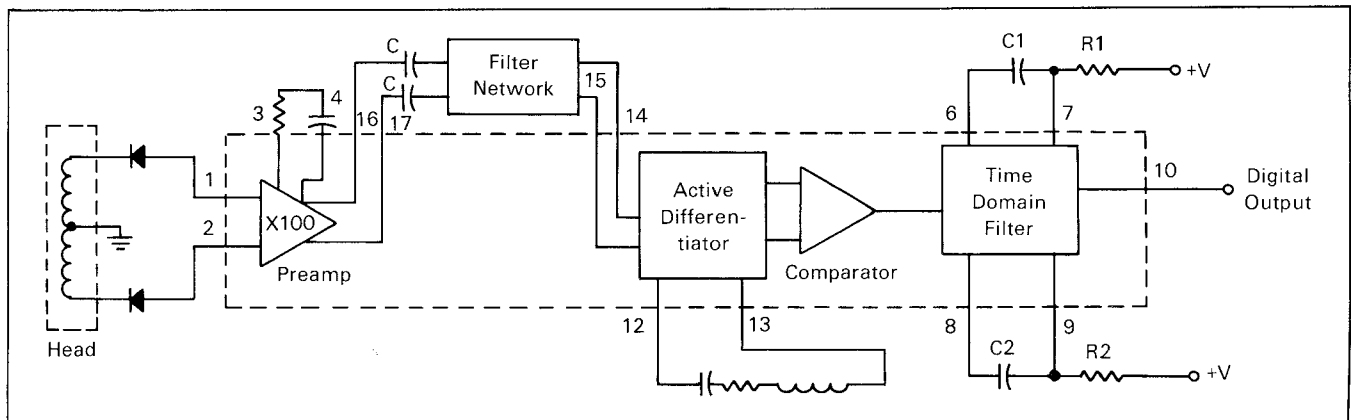 C1
R1
+V
C
Filter
Network
15
C
3
4
16
17
14
6
7
1
2
X100
Preamp
Head
Active
Differen-
tiator
Comparator
Time
Domain
Filter
10
Digital
Output
12
13
8
9
C2
R2
+V